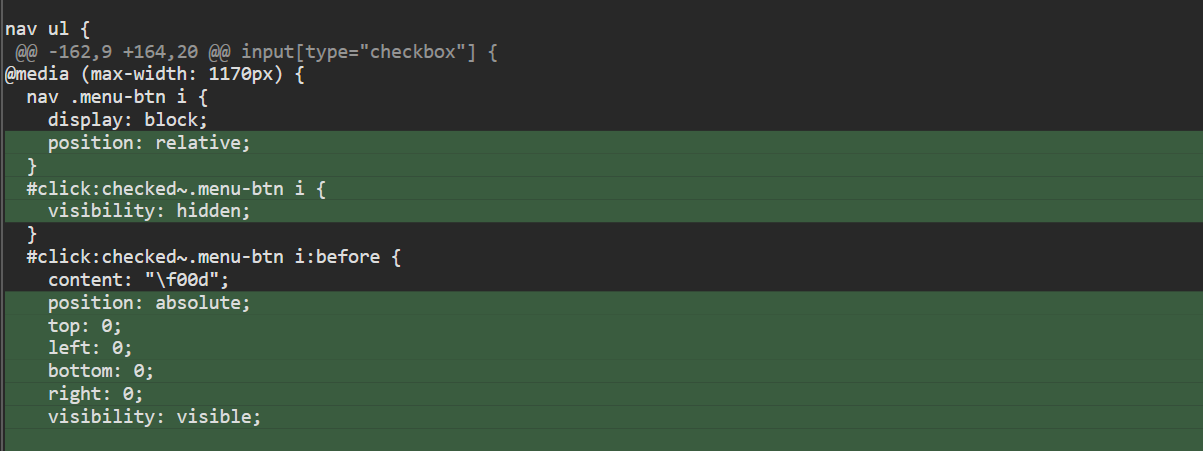 nav ul {
@@ -162,9 +164,20 @@ input[type="checkbox"] {
@media (max-width: 1170px) {
nav .menu-btn i {
display: block;
position: relative;
}
#click:checked~.menu-btn i {
visibility: hidden;
}
#click:checked~.menu-btn i:before {
content: "\f00d";
position: absolute;
top: 0;
left: 0;
bottom: 0;
right: 0;
visibility: visible;